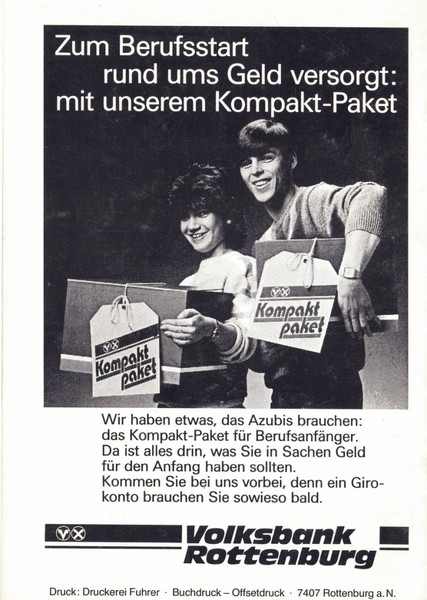 Zum Berufsstart
rund ums Geld versorgt:
mit unserem Kompakt-Paket
Kompakt
paket
Kompakt
paket
Wir haben etwas, das Azubis brauchen:
das Kompakt-Paket für Berufsanfänger.
Da ist alles drin, was Sie in Sachen Geld
für den Anfang haben sollten.
Kommen Sie bei uns vorbei, denn ein Giro-
konto brauchen Sie sowieso bald.
Volksbank
Rottenburg
Druck: Druckerei Fuhrer · Buchdruck – Offsetdruck · 7407 Rottenburg a. N.